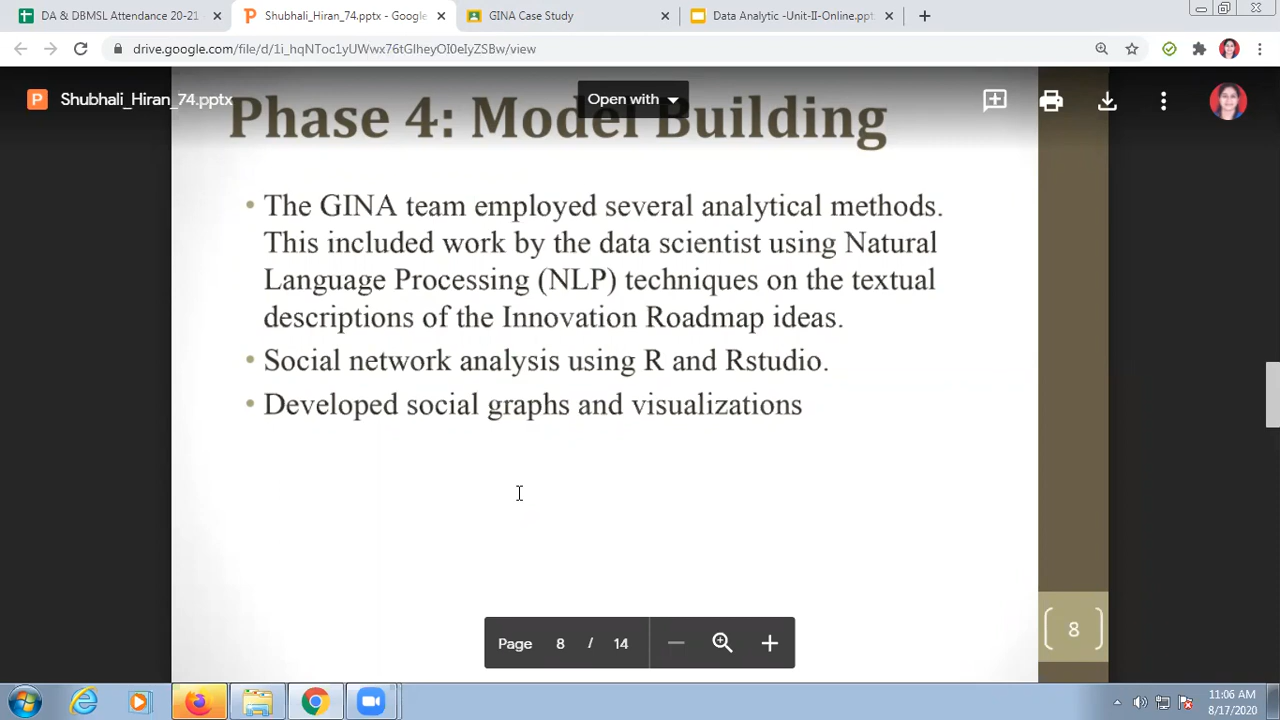 DA & DBMSL Attendance 20-21
Shubhali_Hiran_74.pptx - Google
GINA Case Study
Data Analytic -Unit-II-Online.ppt
drive.google.com/file/d/1i_hqNToc1yUWwx76tGlheyOI0eIyZSBw/view
Shubhali_Hiran_74.pptx
Open with
Phase 4: Model Building
• The GINA team employed several analytical methods.
This included work by the data scientist using Natural
Language Processing (NLP) techniques on the textual
descriptions of the Innovation Roadmap ideas.
• Social network analysis using R and Rstudio.
• Developed social graphs and visualizations
8
Page 8 / 14
11:06 AM
8/17/2020